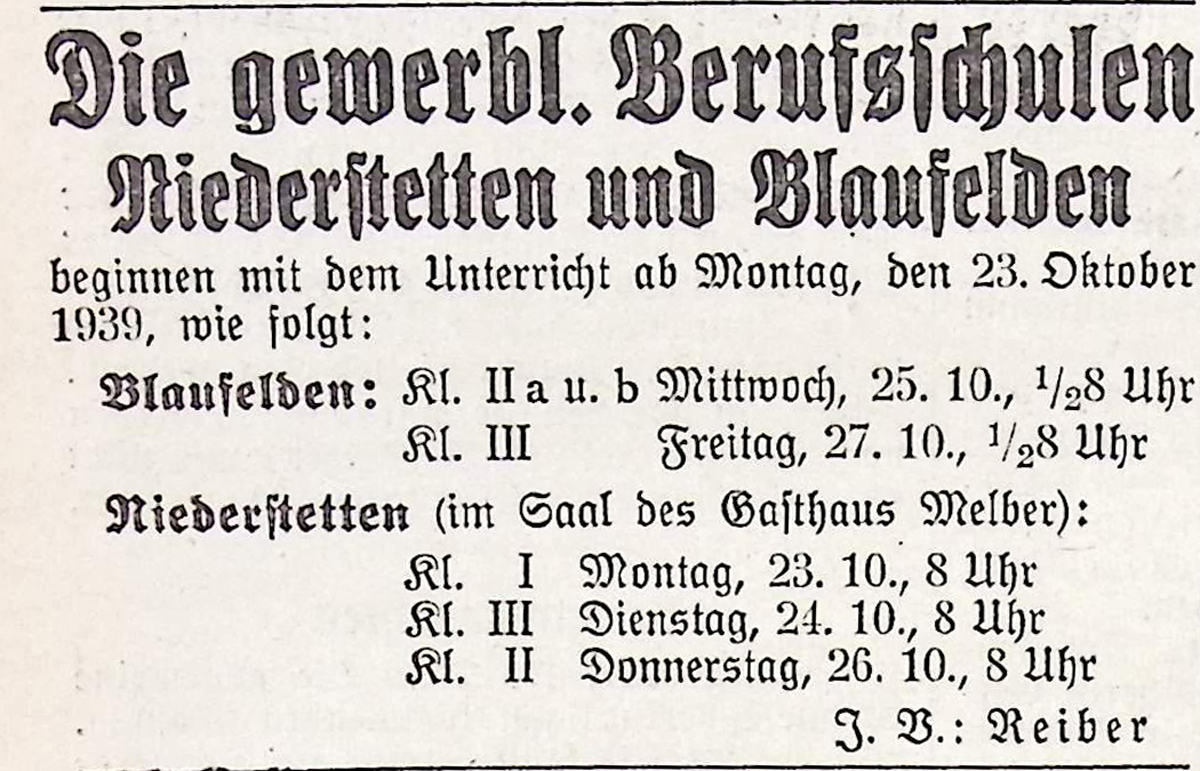 Die gewerbl. Berufsschulen
Niederstetten und Blaufelden
beginnen mit dem Unterricht ab Montag, den 23. Oktober
1939, wie folgt:
Blaufelden: Kl. II a u. b Mittwoch, 25. 10., 1/28 Uhr
Kl. III Freitag, 27. 10., 1/28 Uhr
Niederstetten (im Saal des Gasthaus Melber):
Kl. I Montag, 23. 10., 8 Uhr
Kl. III Dienstag, 24. 10., 8 Uhr
Kl. II Donnerstag, 26. 10., 8 Uhr
J. V.: Reiber